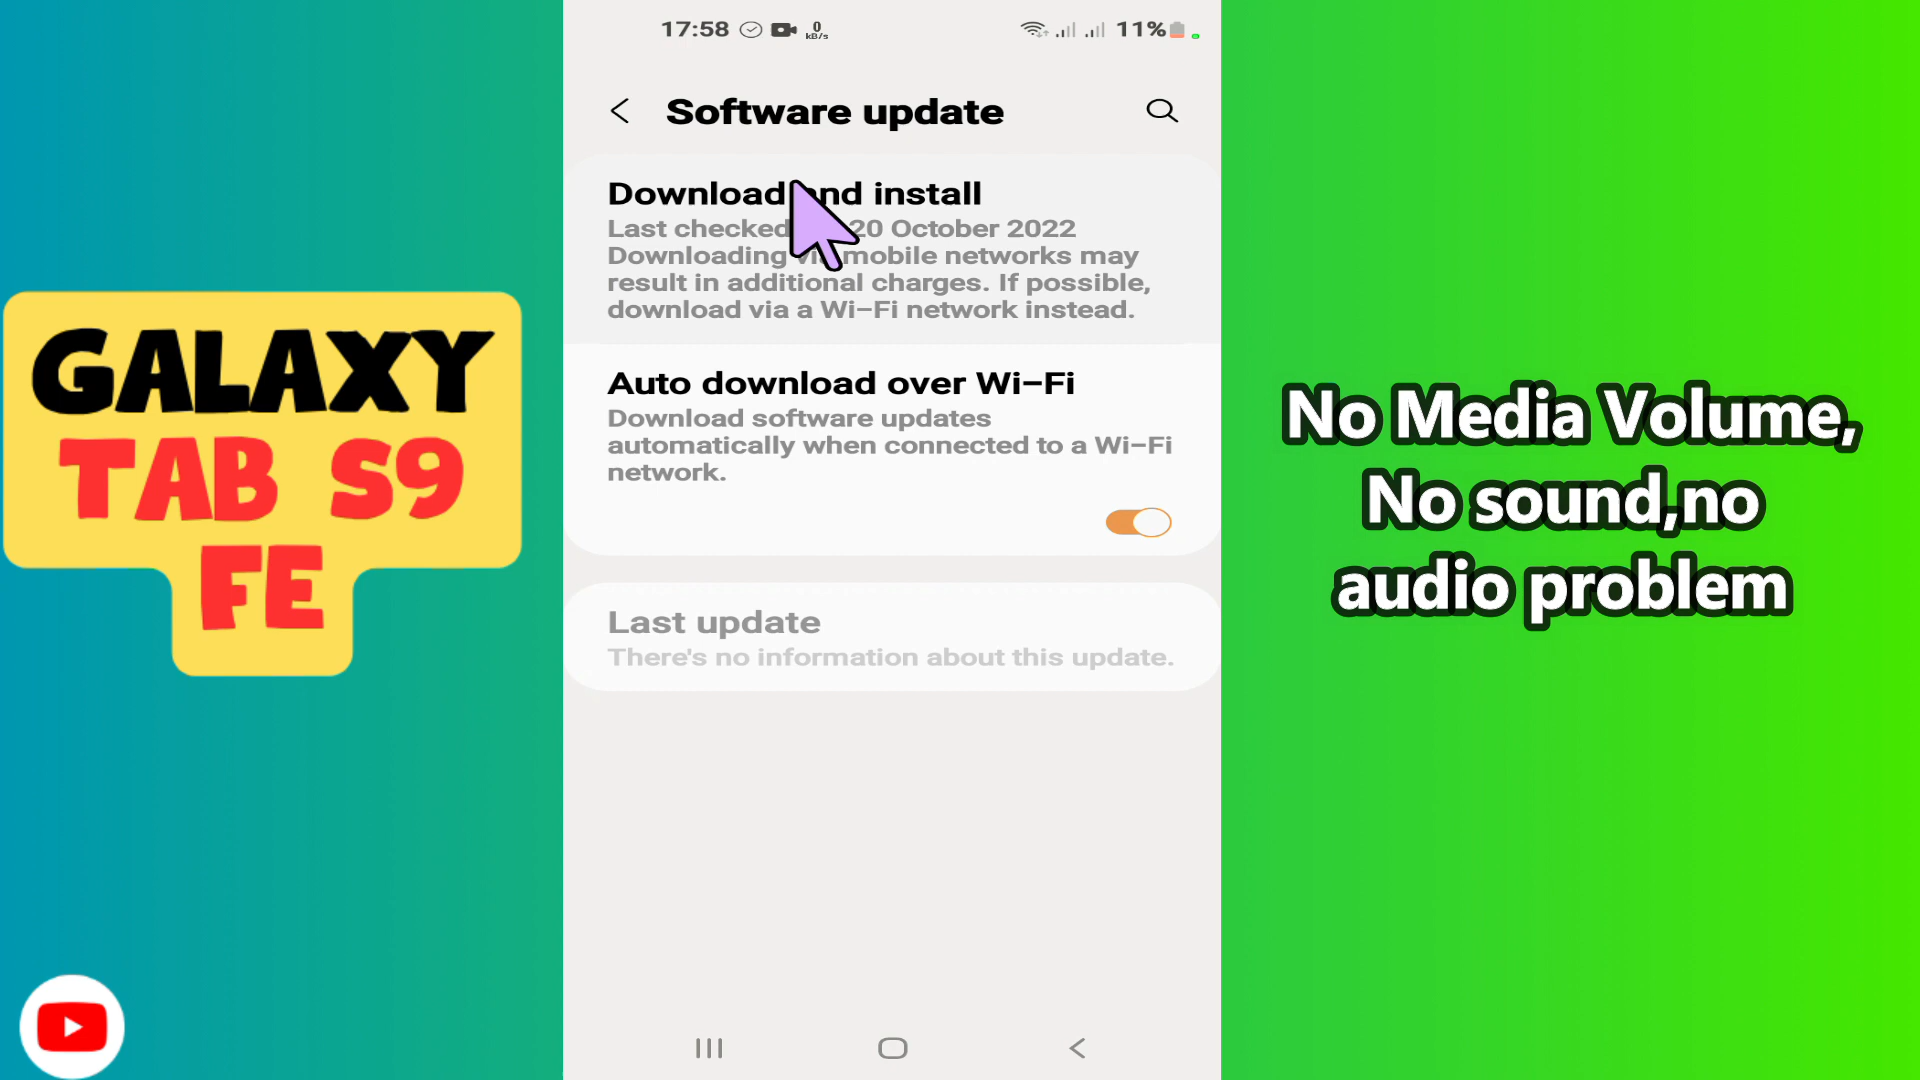 17:58 0 kB/s 11%
Software update
Download and install
Last checked 20 October 2022
Downloading via mobile networks may
result in additional charges. If possible,
download via a Wi-Fi network instead.
Auto download over Wi-Fi
Download software updates
automatically when connected to a Wi-Fi
network.
Last update
There's no information about this update.
GALAXY
TAB S9
FE
No Media Volume,
No sound,no
audio problem